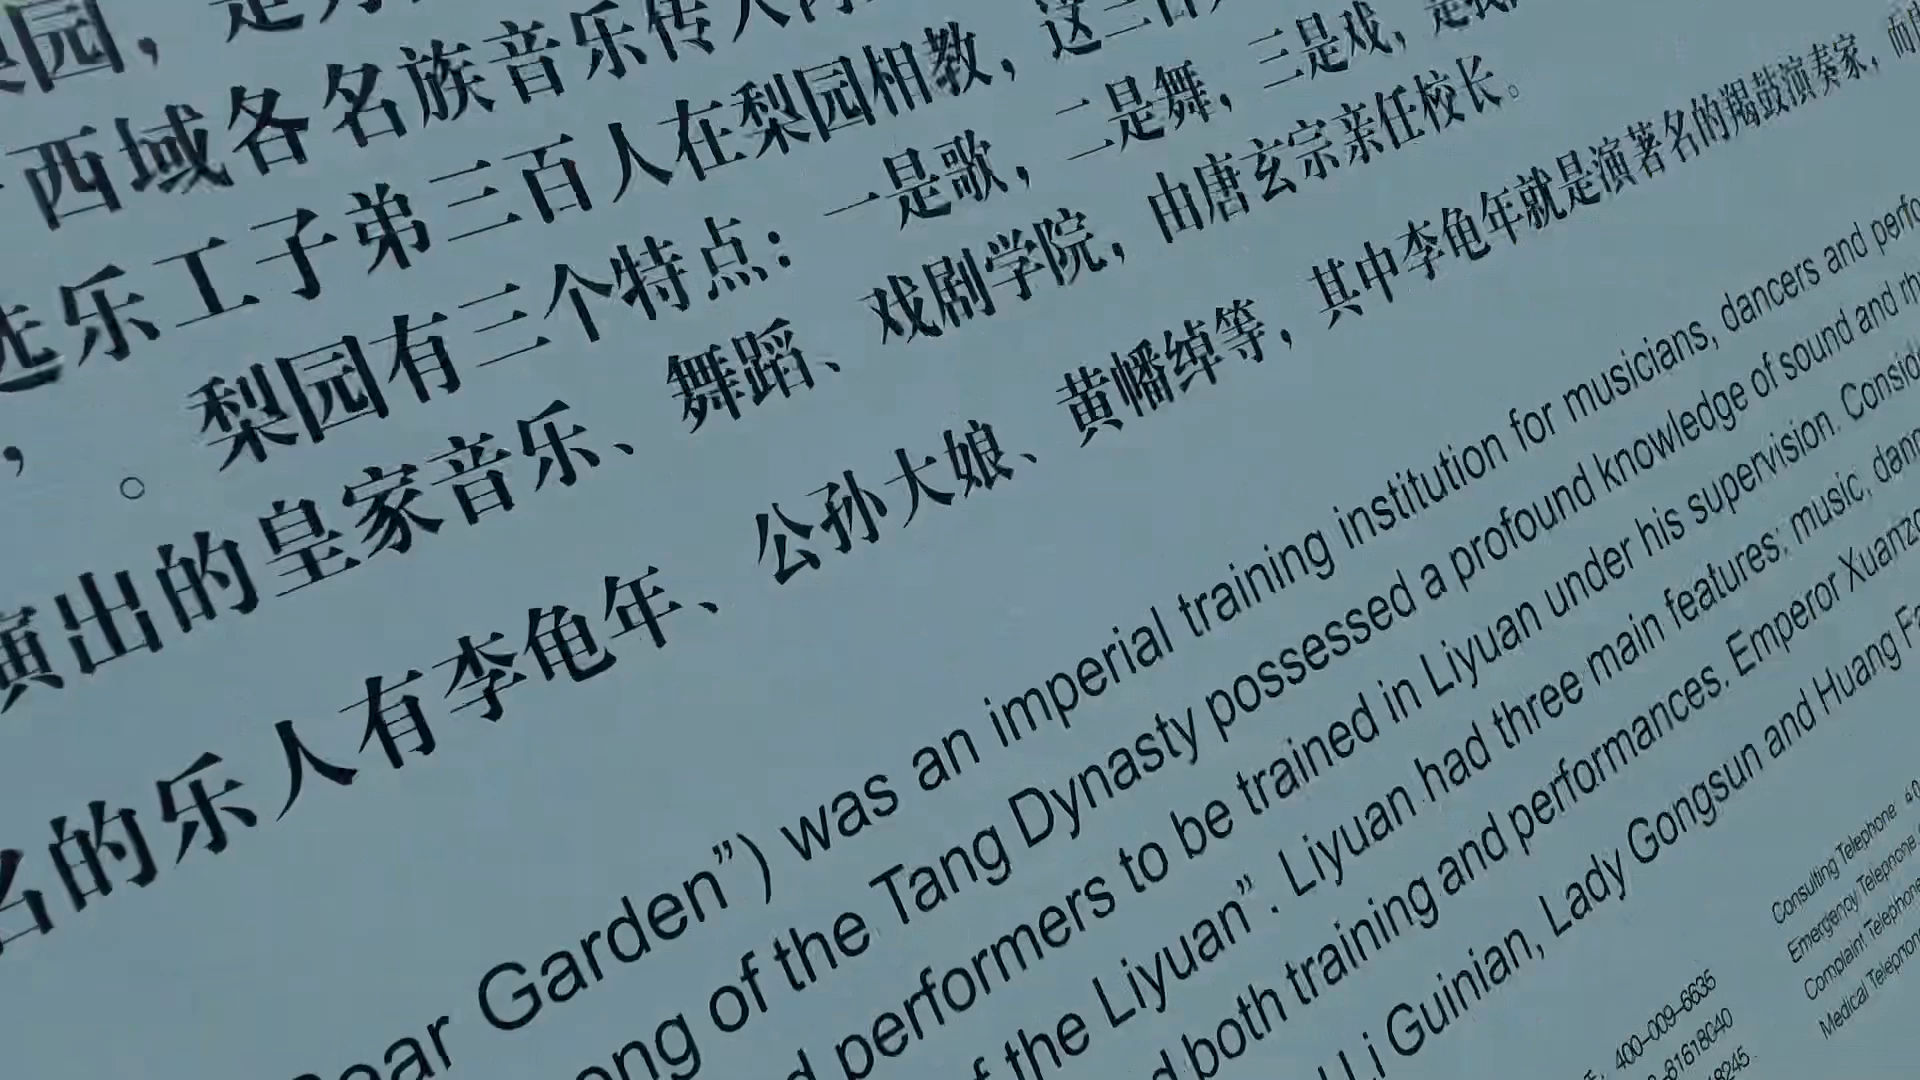 梨园，是
西域各名族音乐传入
选乐工子弟三百人在梨园相教，这三百
，。梨园有三个特点：一是歌，二是舞，三是戏，是我
演出的皇家音乐、舞蹈、戏剧学院，由唐玄宗亲任校长。
名的乐人有李龟年、公孙大娘、黄幡绰等，其中李龟年就是演著名的羯鼓演奏家，而
Garden”) was an imperial training institution for musicians, dancers and
of the Tang Dynasty possessed a profound knowledge of sound and
performers to be trained in Liyuan under his supervision.
the Liyuan”. Liyuan had three main features: music,
both training and performances. Emperor
Li Guinian, Lady Gongsun and Huang
Consulting Telephone
Emergency Telephone
Complaint Telephone
Medical Telephone
400-009-6635
81618040